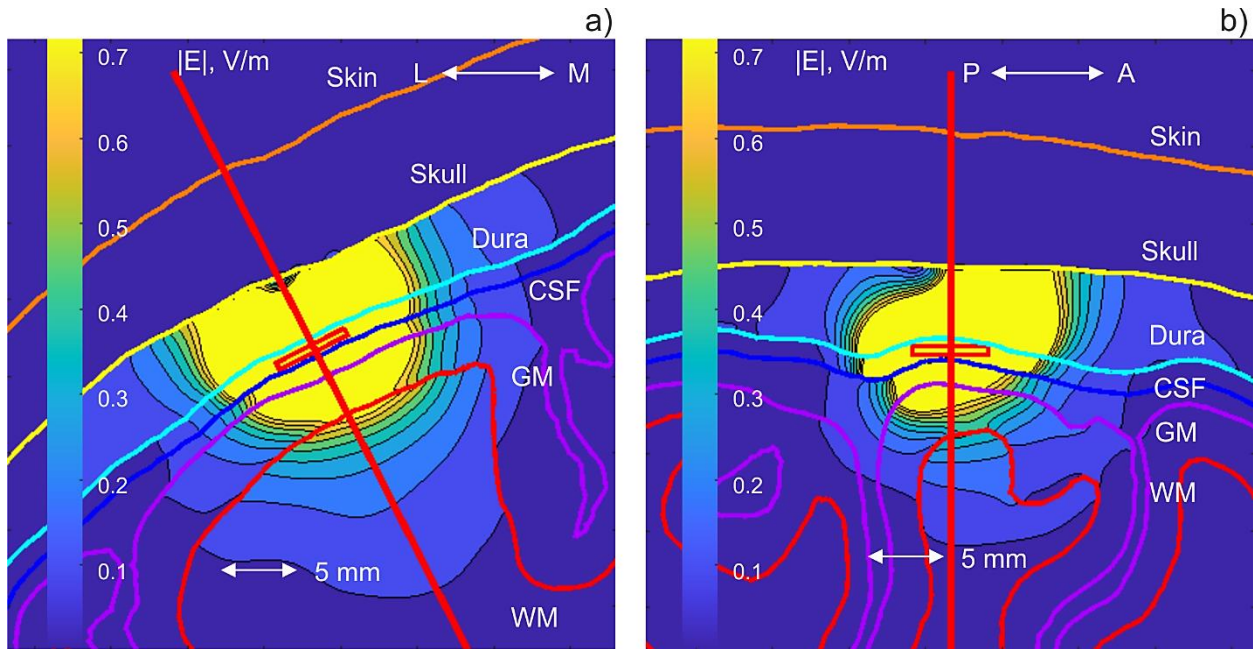 a)
0.7 |E|, V/m L M
Skin
0.6
Skull
0.5
Dura
0.4
CSF
0.3
GM
0.2
0.1
5 mm
WM
b)
0.7 |E|, V/m P A
0.6
Skin
0.5
Skull
0.4
Dura
0.3
CSF
GM
0.2
WM
0.1
5 mm